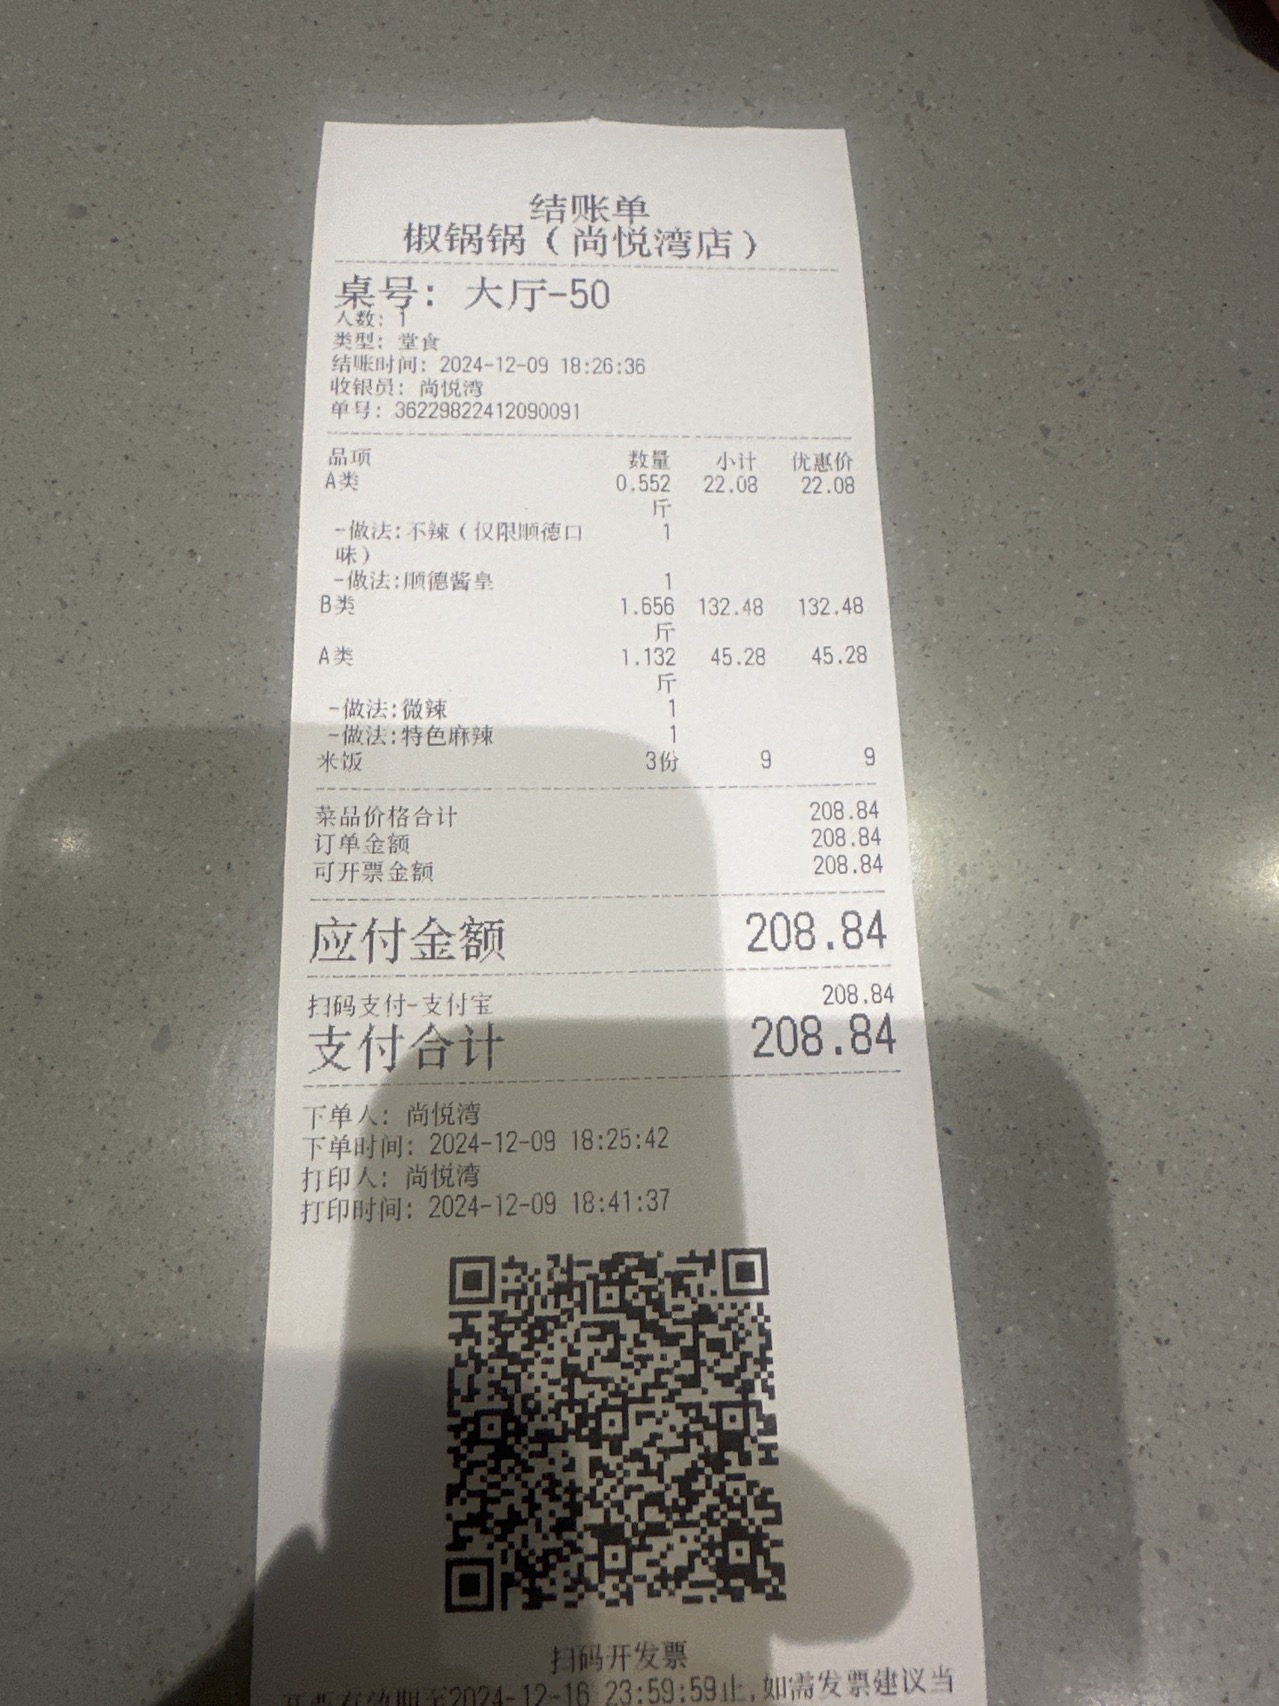 结账单
椒锅锅（尚悦湾店）
桌号: 大厅-50
人数: 1
类型: 堂食
结账时间: 2024-12-09 18:26:36
收银员: 尚悦湾
单号: 36229822412090091
品项 数量 小计 优惠价
A类 0.552 22.08 22.08
斤
-做法:不辣（仅限顺德口 1
味）
-做法:顺德酱皇 1
B类 1.656 132.48 132.48
斤
A类 1.132 45.28 45.28
斤
-做法:微辣 1
-做法:特色麻辣 1
米饭 3份 9 9
菜品价格合计 208.84
订单金额 208.84
可开票金额 208.84
应付金额 208.84
扫码支付-支付宝 208.84
支付合计 208.84
下单人: 尚悦湾
下单时间: 2024-12-09 18:25:42
打印人: 尚悦湾
打印时间: 2024-12-09 18:41:37
扫码开发票
开票有效期至2024-12-16 23:59:59止,如需发票建议当